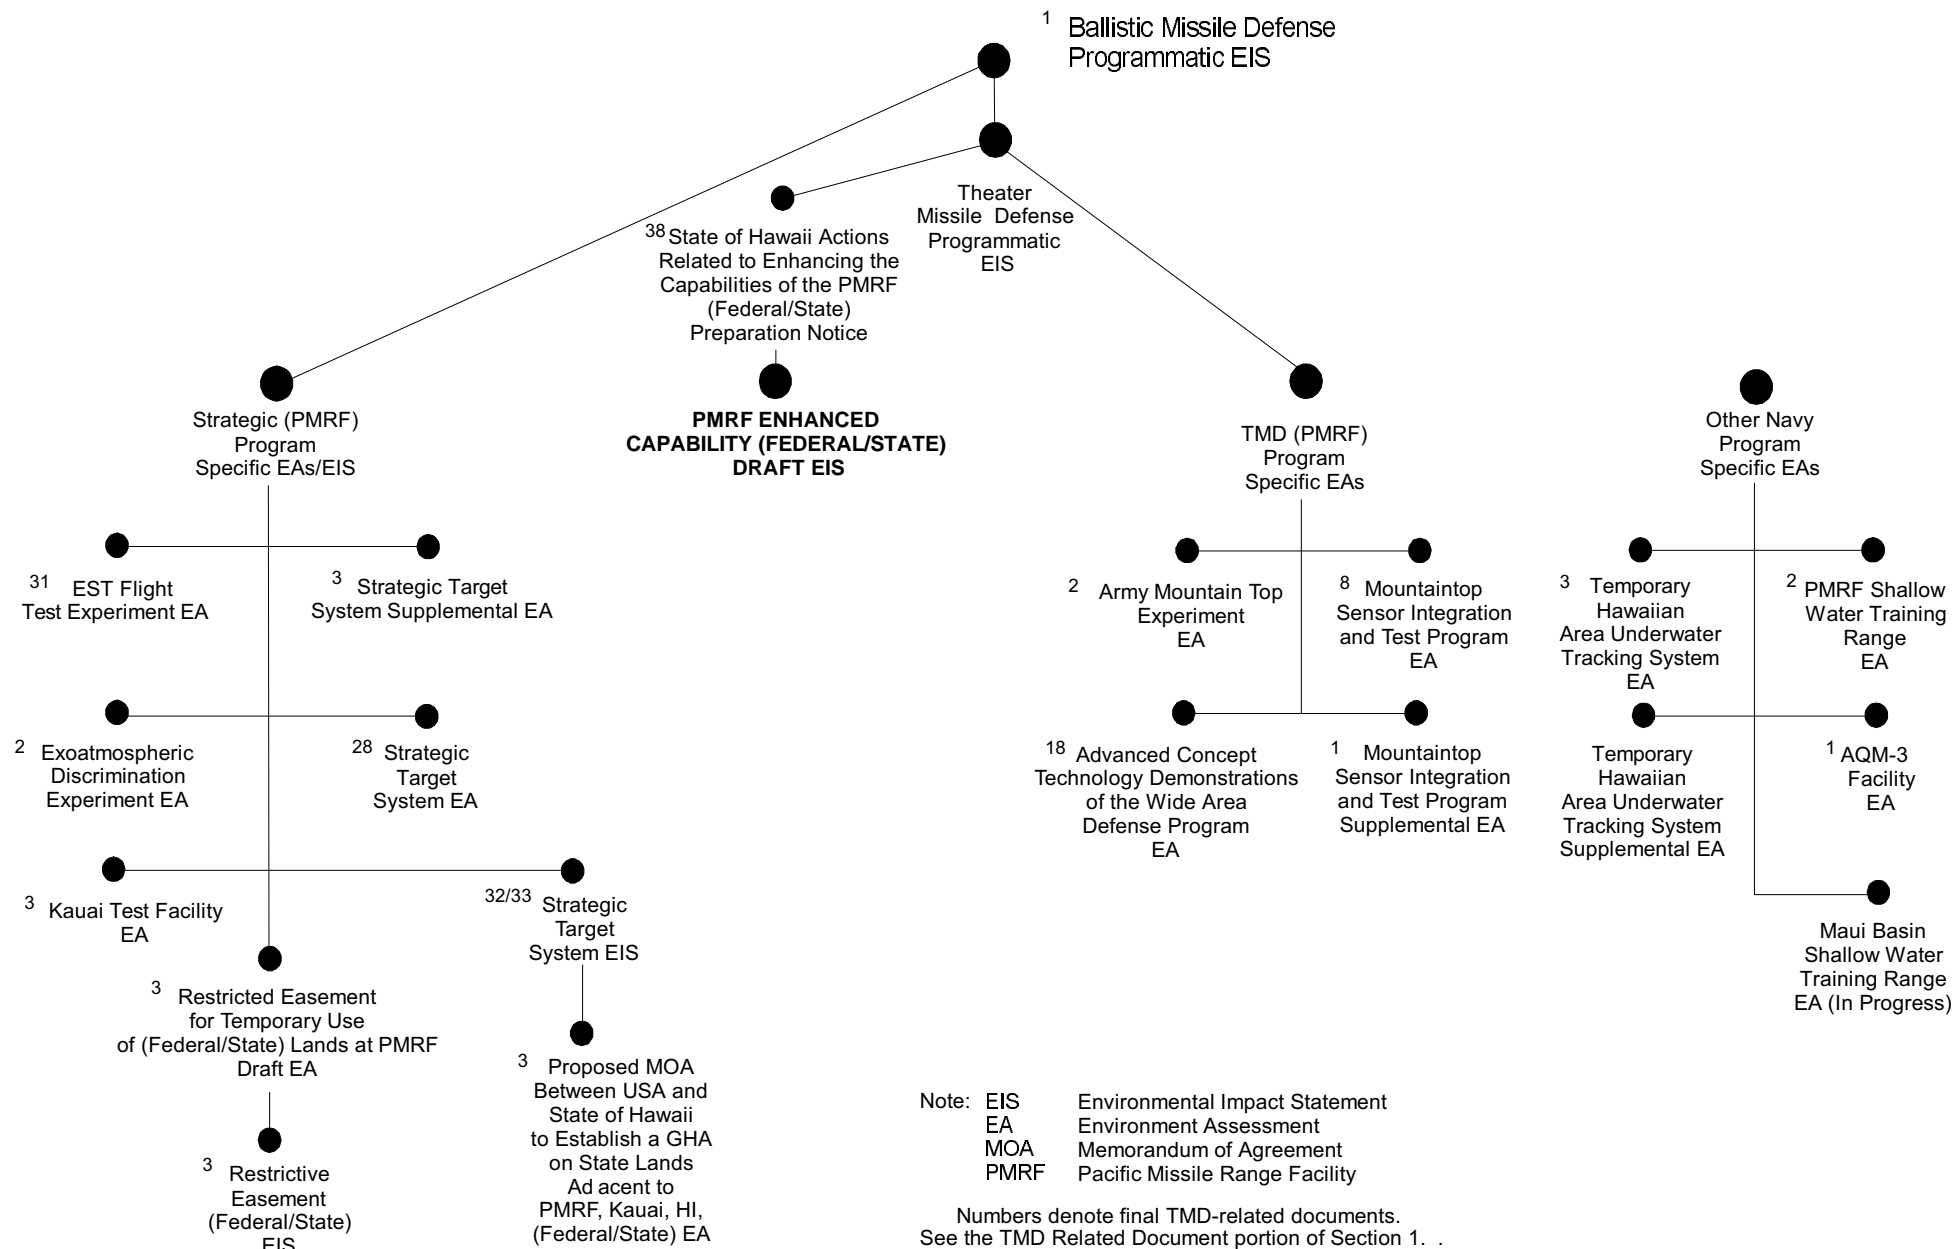 1 Ballistic Missile Defense
Programmatic EIS
Theater
Missile Defense
Programmatic
EIS
38 State of Hawaii Actions
Related to Enhancing the
Capabilities of the PMRF
(Federal/State)
Preparation Notice
Strategic (PMRF)
Program
Specific EAs/EIS
PMRF ENHANCED
CAPABILITY (FEDERAL/STATE)
DRAFT EIS
TMD (PMRF)
Program
Specific EAs
Other Navy
Program
Specific EAs
31 EST Flight
Test Experiment EA
3 Strategic Target
System Supplemental EA
2 Army Mountain Top
Experiment
EA
8 Mountaintop
Sensor Integration
and Test Program
EA
3 Temporary
Hawaiian
Area Underwater
Tracking System
EA
2 PMRF Shallow
Water Training
Range
EA
2 Exoatmospheric
Discrimination
Experiment EA
28 Strategic
Target
System EA
18 Advanced Concept
Technology Demonstrations
of the Wide Area
Defense Program
EA
1 Mountaintop
Sensor Integration
and Test Program
Supplemental EA
Temporary
Hawaiian
Area Underwater
Tracking System
Supplemental EA
1 AQM-3
Facility
EA
3 Kauai Test Facility
EA
32/33 Strategic
Target
System EIS
Maui Basin
Shallow Water
Training Range
EA (In Progress)
3 Restricted Easement
for Temporary Use
of (Federal/State) Lands at PMRF
Draft EA
3 Proposed MOA
Between USA and
State of Hawaii
to Establish a GHA
on State Lands
Ad acent to
PMRF, Kauai, HI,
(Federal/State) EA
3 Restrictive
Easement
(Federal/State)
EIS
Note: EIS Environmental Impact Statement
EA Environment Assessment
MOA Memorandum of Agreement
PMRF Pacific Missile Range Facility
Numbers denote final TMD-related documents.
See the TMD Related Document portion of Section 1. .